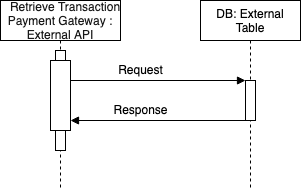 Retrieve Transaction
Payment Gateway :
External API
DB: External
Table
Request
Response